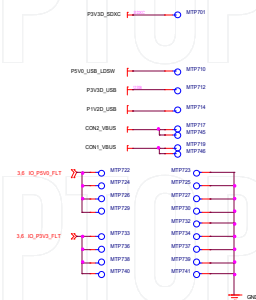 P3V3D_SDXC MTP701
P5V0_USB_LDSW MTP710
P3V3D_USB MTP712
P1V2D_USB MTP714
CON2_VBUS MTP717
MTP745
CON1_VBUS MTP719
MTP746
3,6 IO_P5V0_FLT MTP722 MTP723
MTP724 MTP725
MTP726 MTP727
MTP729 MTP730
MTP732
3,6 IO_P3V3_FLT MTP733 MTP734
MTP736 MTP737
MTP738 MTP739
MTP740 MTP741
GND